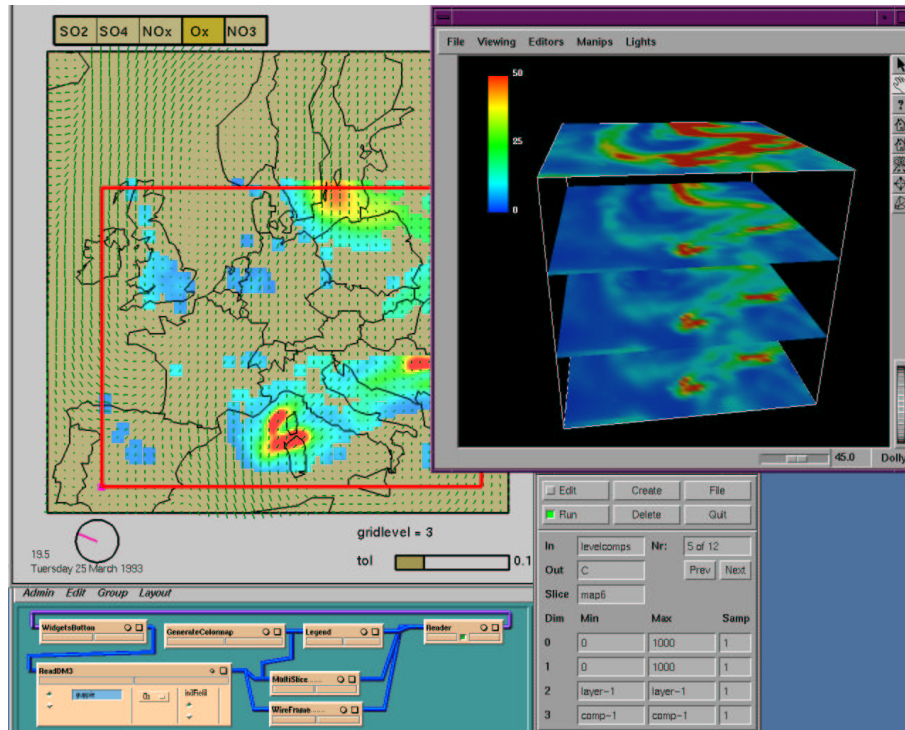 SO2 SO4 NOx Ox NO3
File Viewing Editors Manips Lights
50
25
0
?
45.0 Dolly
gridlevel = 3
tol 0.1
19.5
Tuesday 25 March 1993
Edit Create File
Run Delete Quit
In levelcomps Nr: 5 of 12
Out C Prev Next
Slice map6
Dim Min Max Samp
0 0 1000 1
1 0 1000 1
2 layer-1 layer-1 1
3 comp-1 comp-1 1
Admin Edit Group Layout
WidgetsButton
GenerateColormap
Legend
Reader
ReadDM3
MultiSlice......
WireFrame......